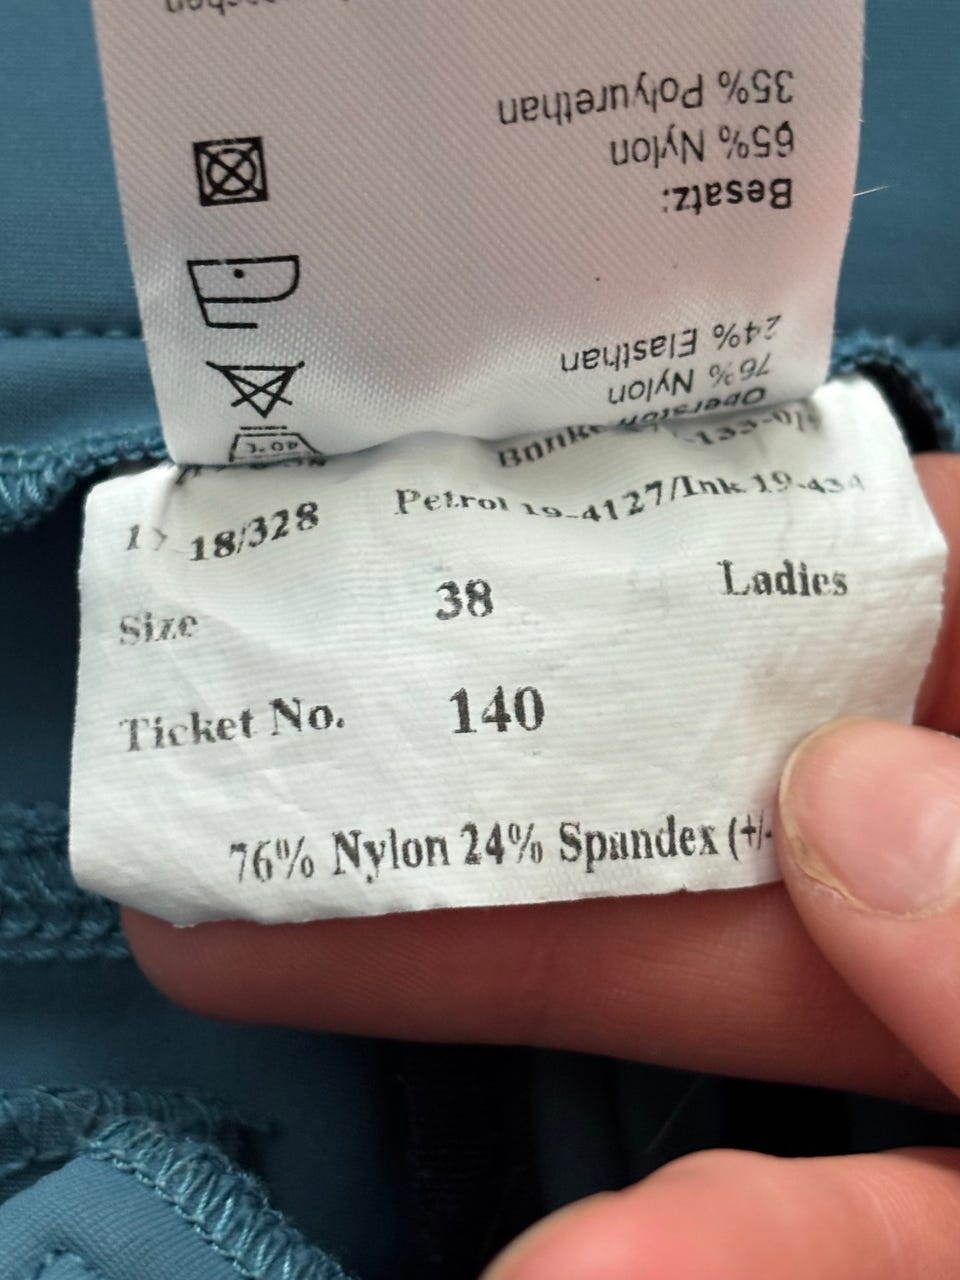 Oberstoff
76% Nylon
24% Elasthan
Besatz:
65% Nylon
35% Polyurethan
18/328 Petrol 19-4127/Ink 19-434
Size 38 Ladies
Ticket No. 140
76% Nylon 24% Spandex (+/-